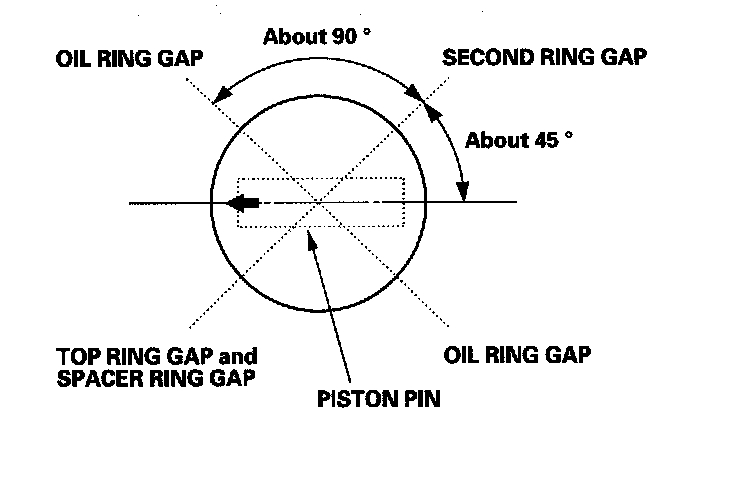 About 90 °
OIL RING GAP
SECOND RING GAP
About 45 °
TOP RING GAP and
SPACER RING GAP
OIL RING GAP
PISTON PIN